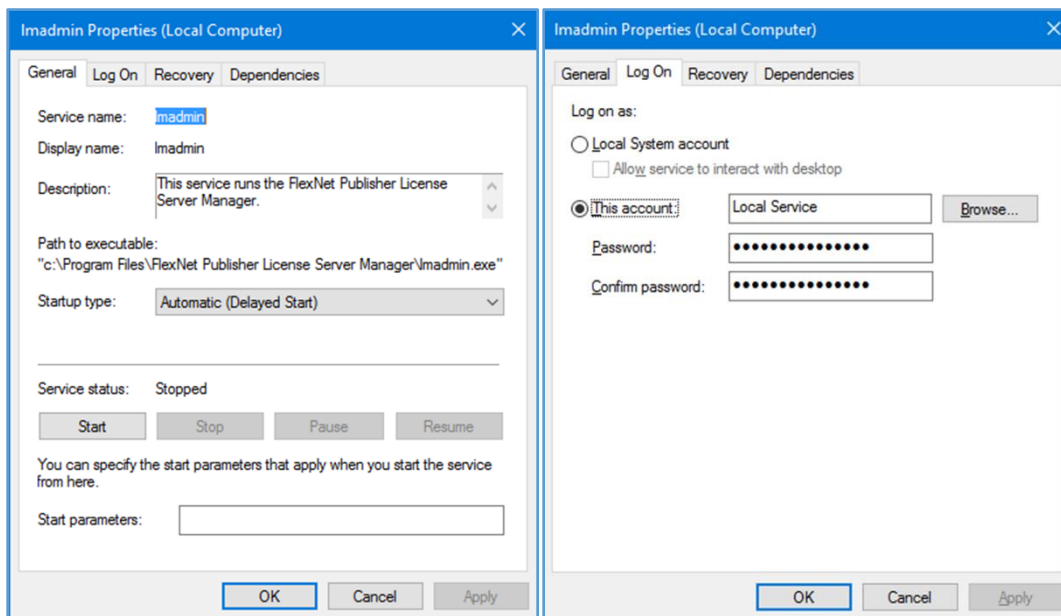 lmadmin Properties (Local Computer)
General Log On Recovery Dependencies
Service name: lmadmin
Display name: lmadmin
Description: This service runs the FlexNet Publisher License
Server Manager.
Path to executable:
"c:\Program Files\FlexNet Publisher License Server Manager\lmadmin.exe"
Startup type: Automatic (Delayed Start)
Service status: Stopped
Start Stop Pause Resume
You can specify the start parameters that apply when you start the service
from here.
Start parameters:
OK Cancel Apply
lmadmin Properties (Local Computer)
General Log On Recovery Dependencies
Log on as:
Local System account
Allow service to interact with desktop
This account: Local Service Browse...
Password: •••••••••••••••
Confirm password: •••••••••••••••
OK Cancel Apply